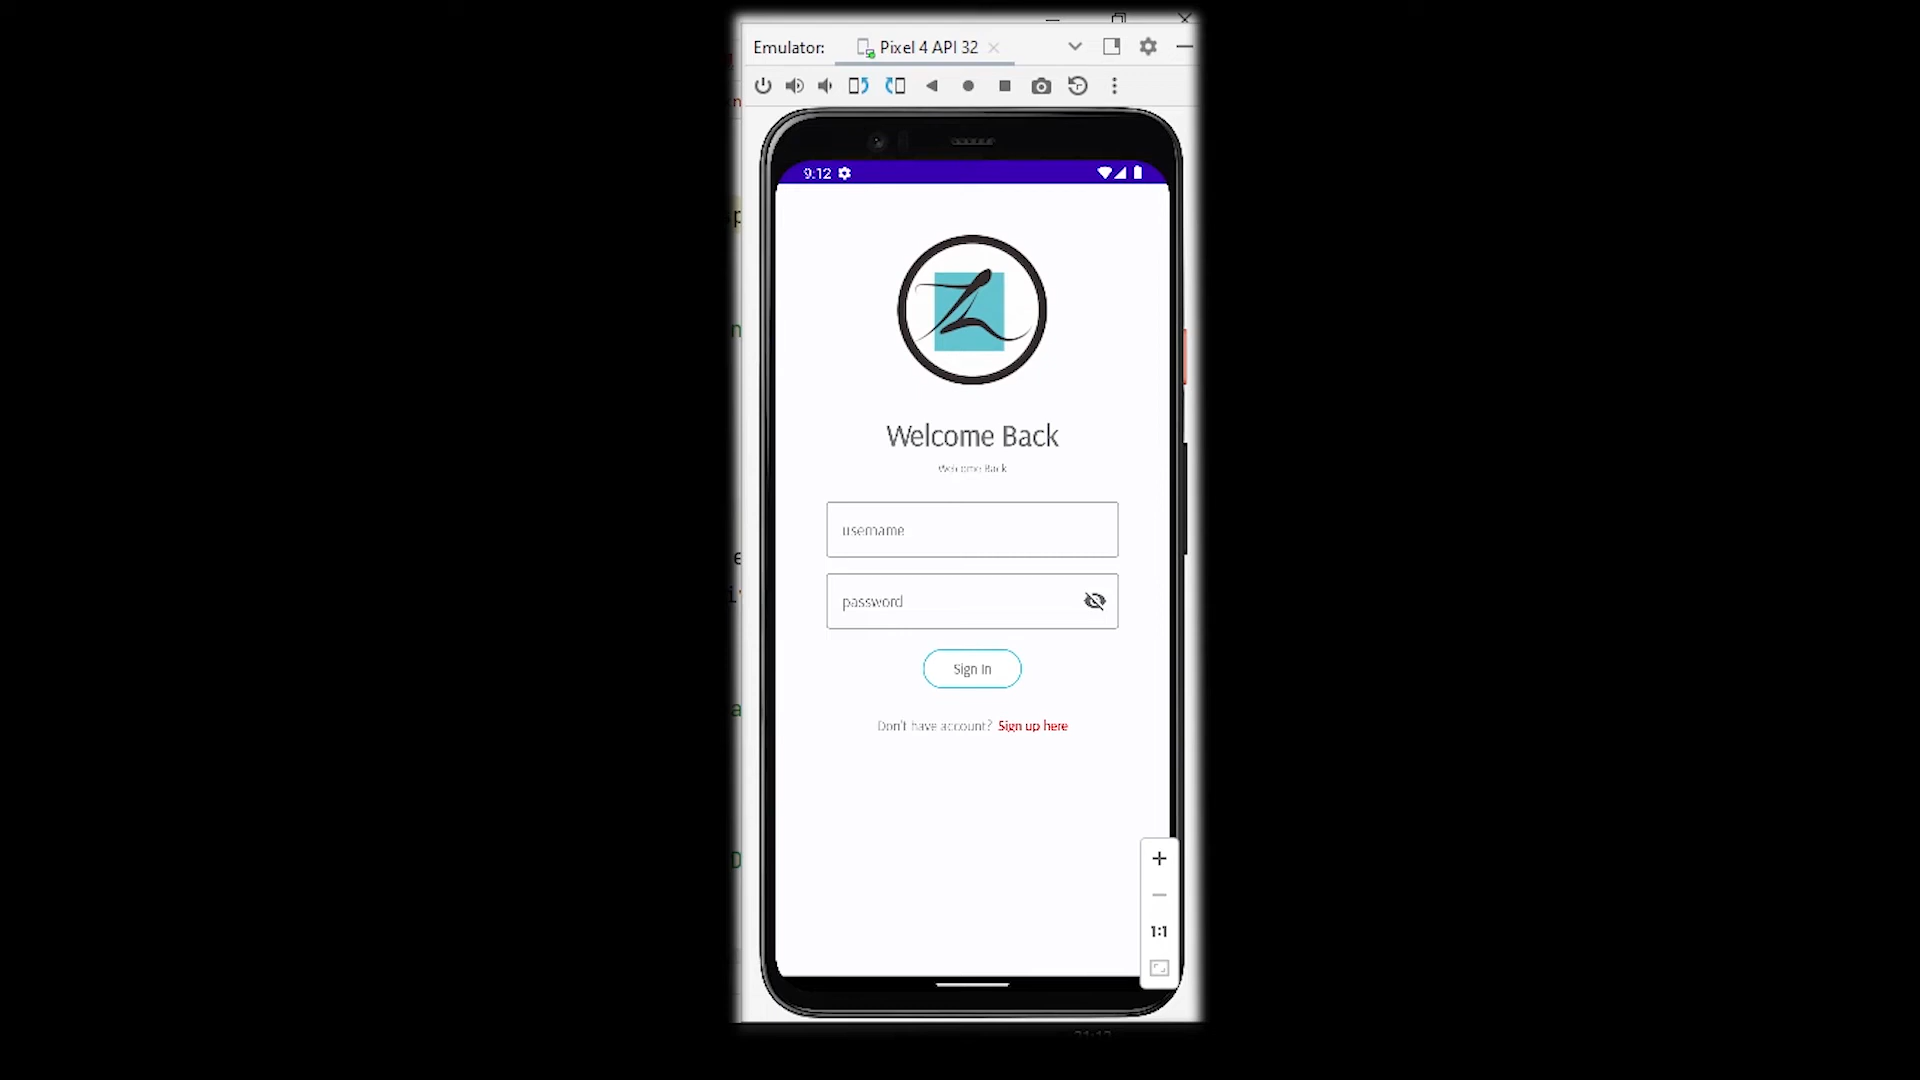 Emulator: Pixel 4 API 32
9:12
Welcome Back
Welcome Back
username
password
Sign In
Don't have account? Sign up here
1:1